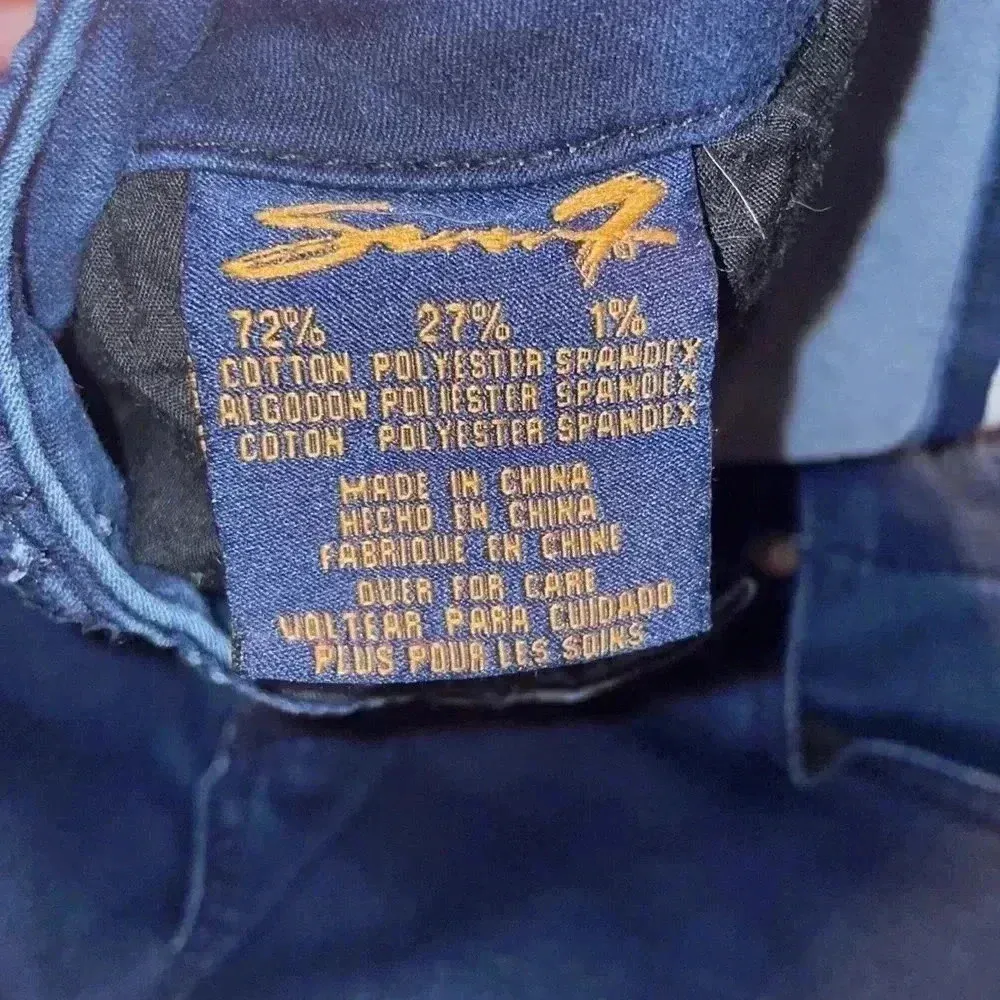 Seven7
72% 27% 1%
COTTON POLYESTER SPANDEX
ALGODON POLIESTER SPANDEX
COTON POLYESTER SPANDEX
MADE IN CHINA
HECHO EN CHINA
FABRIQUE EN CHINE
OVER FOR CARE
VOLTEAR PARA CUIDADO
PLUS POUR LES SOINS